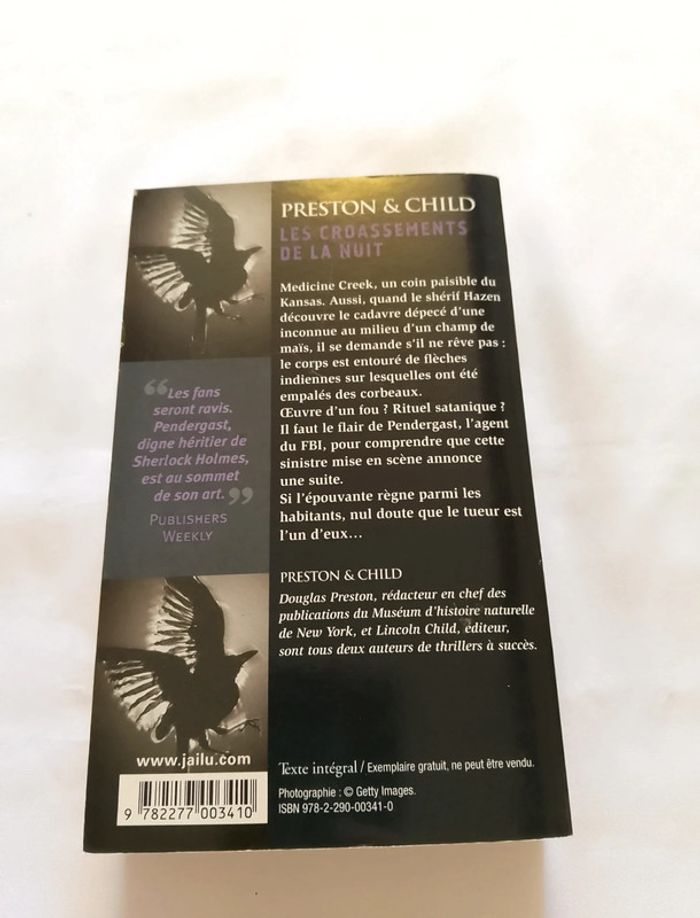 PRESTON & CHILD
LES CROASSEMENTS
DE LA NUIT
Medicine Creek, un coin paisible du
Kansas. Aussi, quand le shérif Hazen
découvre le cadavre dépecé d'une
inconnue au milieu d'un champ de
maïs, il se demande s'il ne rêve pas :
le corps est entouré de flèches
indiennes sur lesquelles ont été
empalés des corbeaux.
Œuvre d'un fou ? Rituel satanique ?
Il faut le flair de Pendergast, l'agent
du FBI, pour comprendre que cette
sinistre mise en scène annonce
une suite.
Si l'épouvante règne parmi les
habitants, nul doute que le tueur est
l'un d'eux...
“Les fans
seront ravis.
Pendergast,
digne héritier de
Sherlock Holmes,
est au sommet
de son art.”
PUBLISHERS
WEEKLY
PRESTON & CHILD
Douglas Preston, rédacteur en chef des
publications du Muséum d'histoire naturelle
de New York, et Lincoln Child, éditeur,
sont tous deux auteurs de thrillers à succès.
www.jailu.com
9 782277 003410
Texte intégral / Exemplaire gratuit, ne peut être vendu.
Photographie : © Getty Images.
ISBN 978-2-290-00341-0